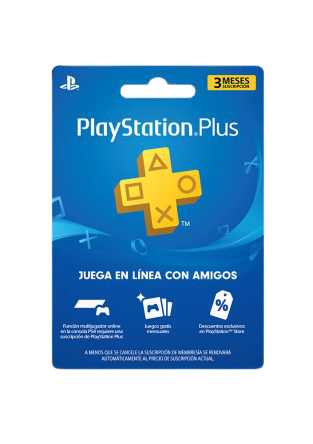 3 MESES
SUSCRIPCIÓN
PlayStation.Plus
TM
JUEGA EN LÍNEA CON AMIGOS
Función multijugador online
en la consola PS4 requiere una
suscripción de PlayStation Plus
Juegos gratis
mensuales
Descuentos exclusivos
en PlayStation™ Store
A MENOS QUE SE CANCELE LA SUSCRIPCIÓN DE MEMBRESÍA SE RENOVARÁ
AUTOMÁTICAMENTE AL PRECIO DE SUSCRIPCIÓN ACTUAL.